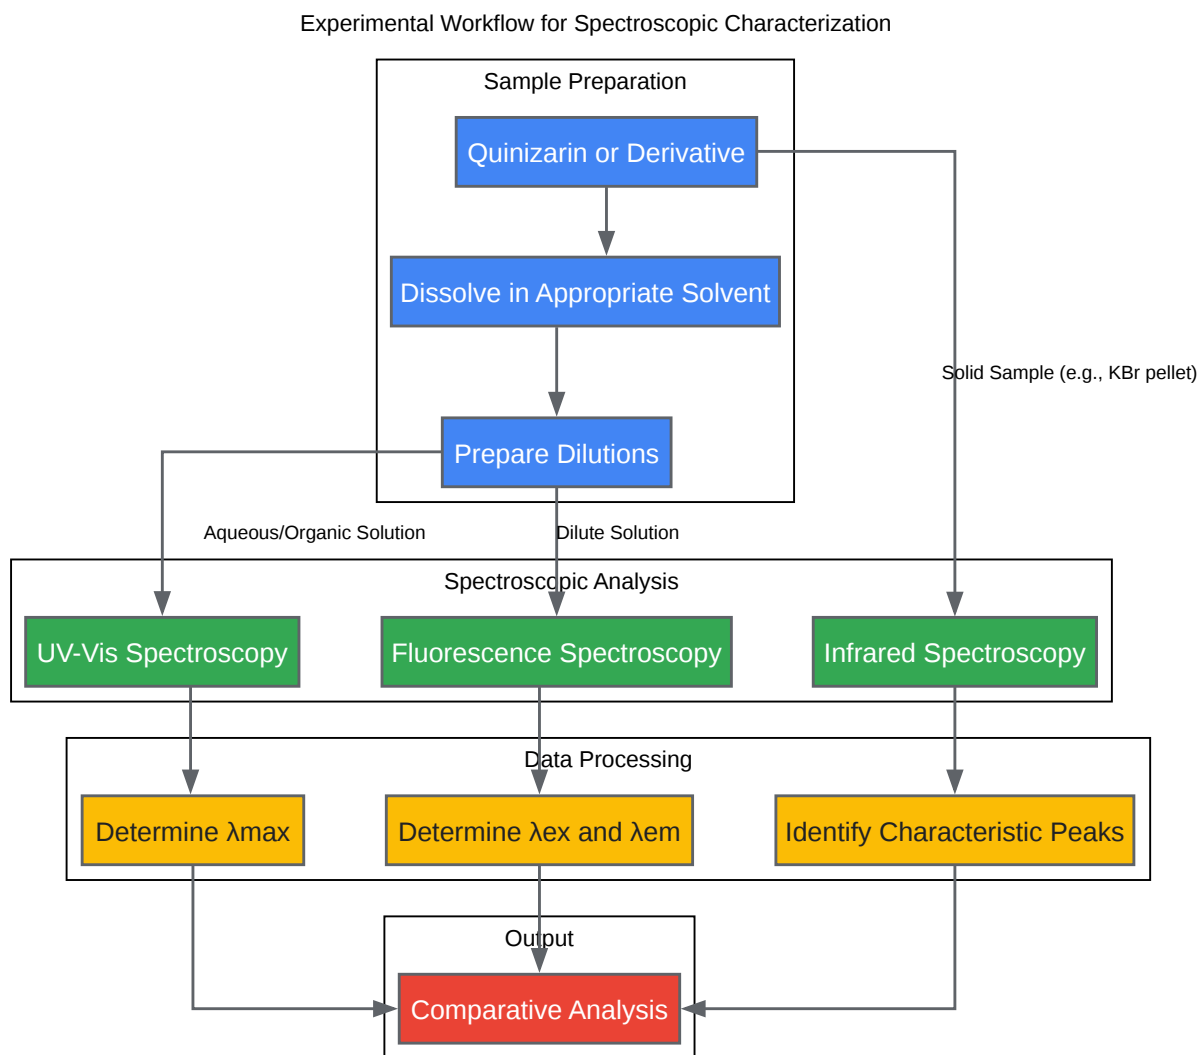 Experimental Workflow for Spectroscopic Characterization
Sample Preparation
Quinizarin or Derivative
Dissolve in Appropriate Solvent
Solid Sample (e.g., KBr pellet)
Prepare Dilutions
Aqueous/Organic Solution
Dilute Solution
Spectroscopic Analysis
UV-Vis Spectroscopy
Fluorescence Spectroscopy
Infrared Spectroscopy
Data Processing
Determine λmax
Determine λex and λem
Identify Characteristic Peaks
Output
Comparative Analysis